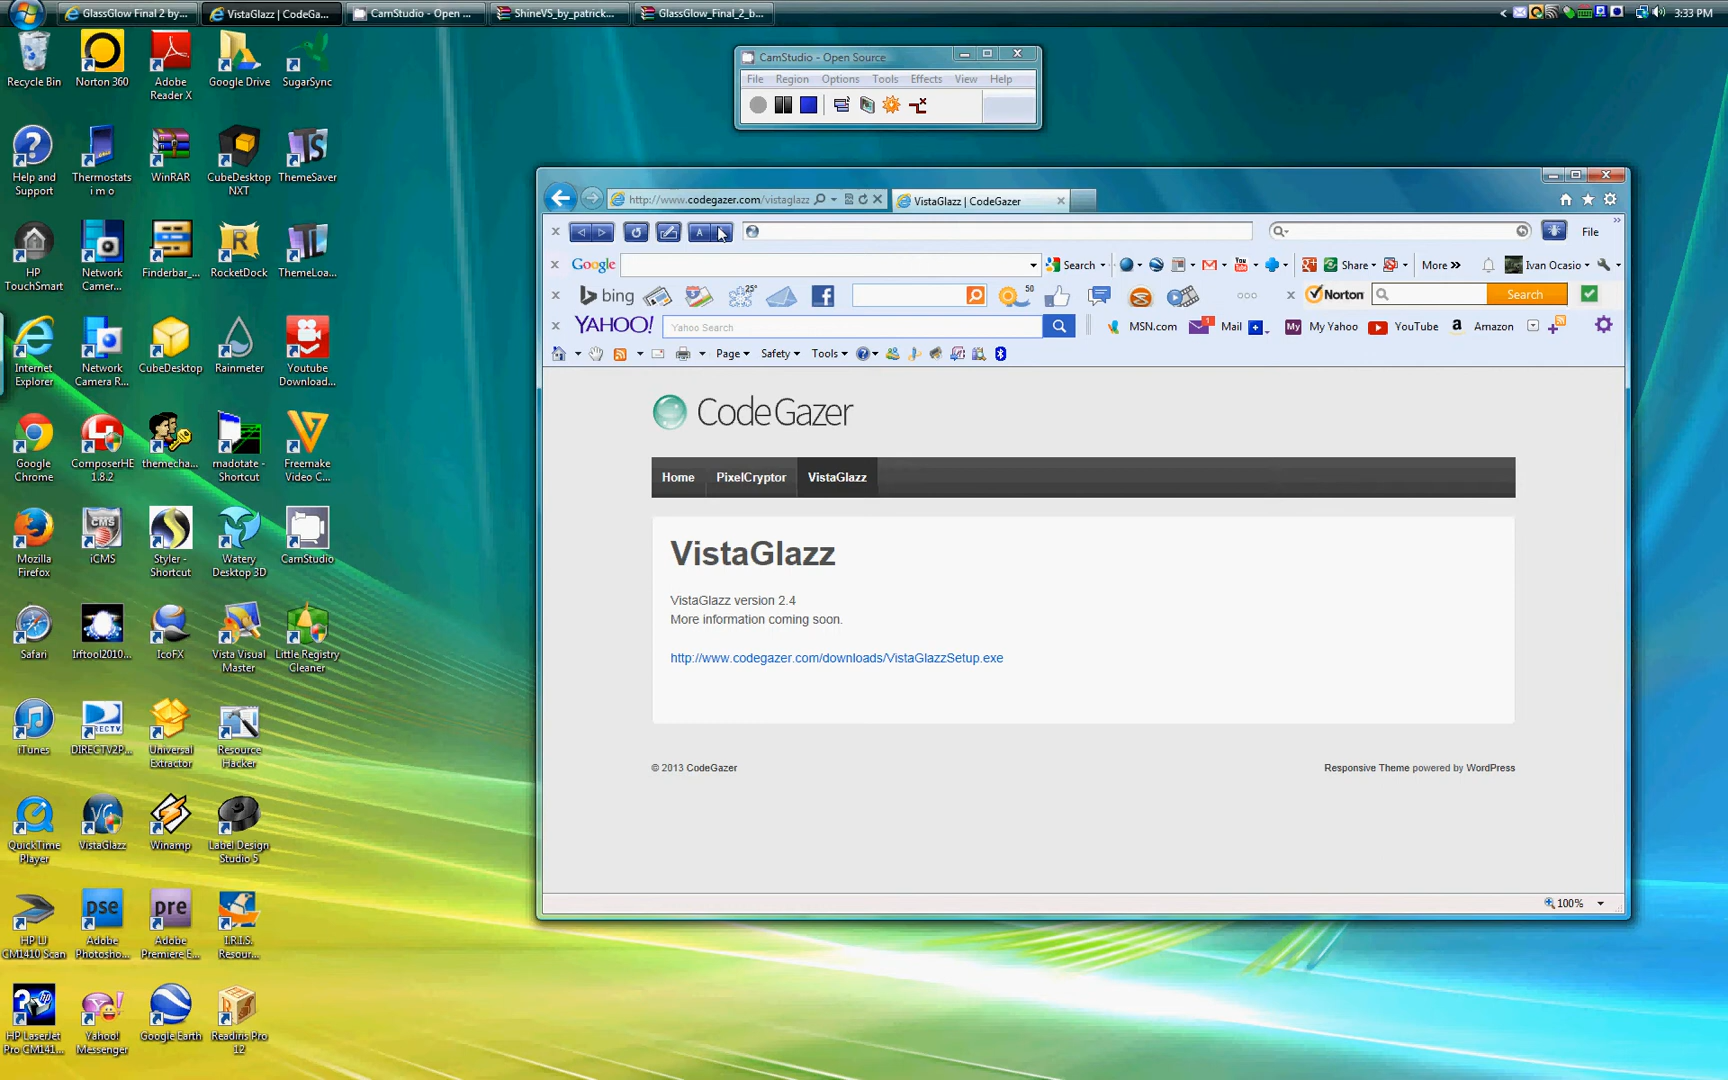 GlassGlow Final 2 by...
VistaGlazz | CodeGa...
CamStudio - Open ...
ShineVS_by_patrick...
GlassGlow_Final_2_b...
3:33 PM
Recycle Bin
Norton 360
Adobe Reader X
Google Drive
SugarSync
Help and Support
Thermostats i m o
WinRAR
CubeDesktop NXT
ThemeSaver
HP TouchSmart
Network Camera...
Finderbar_...
RocketDock
ThemeLoa...
Internet Explorer
Network Camera R...
CubeDesktop
Rainmeter
Youtube Download...
Google Chrome
ComposerHE 1.8.2
themecha...
madotate - Shortcut
Freemake Video C...
Mozilla Firefox
iCMS
Styler - Shortcut
Watery Desktop 3D
CamStudio
Safari
Irftool2010...
IcoFX
Vista Visual Master
Little Registry Cleaner
iTunes
DIRECTV2P...
Universal Extractor
Resource Hacker
QuickTime Player
VistaGlazz
Winamp
Label Design Studio 5
HP LJ CM1410 Scan
Adobe Photosho...
Adobe Premiere E...
I.R.I.S. Resour...
HP LaserJet Pro CM141...
Yahoo! Messenger
Google Earth
Readiris Pro 12
CamStudio - Open Source
File Region Options Tools Effects View Help
http://www.codegazer.com/vistaglazz
VistaGlazz | CodeGazer
A
File
Google
Search
Share
More »
Ivan Ocasio
bing
25°
50
Norton
Search
YAHOO!
Yahoo Search
MSN.com
1
Mail
My
My Yahoo
YouTube
a
Amazon
Page
Safety
Tools
CodeGazer
Home
PixelCryptor
VistaGlazz
VistaGlazz
VistaGlazz version 2.4
More information coming soon.
http://www.codegazer.com/downloads/VistaGlazzSetup.exe
© 2013 CodeGazer
Responsive Theme powered by WordPress
100%